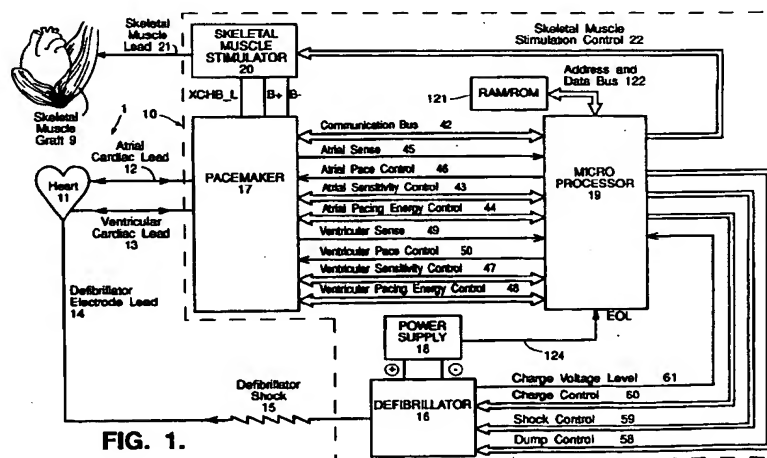 Skeletal
Muscle
Lead 21
SKELETAL
MUSCLE
STIMULATOR
20
Skeletal Muscle
Stimulation Control 22
Address and
Data Bus 122
121
RAM/ROM
XCHB_L
B+
B-
Skeletal
Muscle
Graft 9
1
10
Atrial
Cardiac Lead
12
Heart
11
Ventricular
Cardiac Lead
13
PACEMAKER
17
Communication Bus 42
Atrial Sense 45
Atrial Pace Control 46
Atrial Sensitivity Control 43
Atrial Pacing Energy Control 44
Ventricular Sense 49
Ventricular Pace Control 50
Ventricular Sensitivity Control 47
Ventricular Pacing Energy Control 48
MICRO
PROCESSOR
19
EOL
Defibrillator
Electrode Lead
14
POWER
SUPPLY
18
124
+
-
Defibrillator
Shock
15
DEFIBRILLATOR
16
Charge Voltage Level 61
Charge Control 60
Shock Control 59
Dump Control 58
FIG. 1.